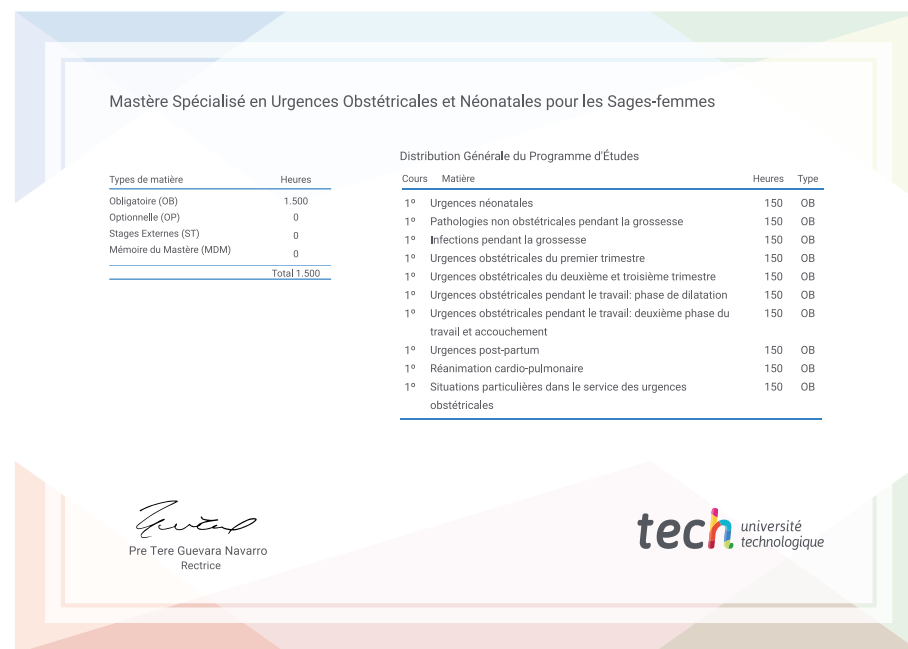 Mastère Spécialisé en Urgences Obstétricales et Néonatales pour les Sages-femmes
Types de matière Heures
Obligatoire (OB) 1.500
Optionnelle (OP) 0
Stages Externes (ST) 0
Mémoire du Mastère (MDM) 0
Total 1.500
Distribution Générale du Programme d'Études
Cours Matière Heures Type
1º Urgences néonatales 150 OB
1º Pathologies non obstétricales pendant la grossesse 150 OB
1º Infections pendant la grossesse 150 OB
1º Urgences obstétricales du premier trimestre 150 OB
1º Urgences obstétricales du deuxième et troisième trimestre 150 OB
1º Urgences obstétricales pendant le travail: phase de dilatation 150 OB
1º Urgences obstétricales pendant le travail: deuxième phase du 150 OB
travail et accouchement
1º Urgences post-partum 150 OB
1º Réanimation cardio-pulmonaire 150 OB
1º Situations particulières dans le service des urgences 150 OB
obstétricales
Pre Tere Guevara Navarro
Rectrice
tech université
technologique